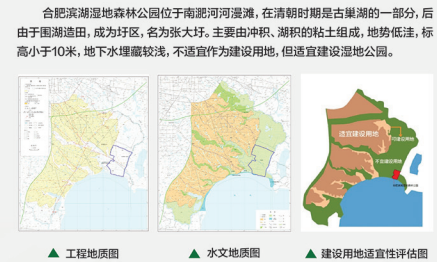 合肥滨湖湿地森林公园位于南淝河河漫滩，在清朝时期是古巢湖的一部分，后
由于围湖造田，成为圩区，名为张大圩。主要由冲积、湖积的粘土组成，地势低洼，标
高小于10米，地下水埋藏较浅，不适宜作为建设用地，但适宜建设湿地公园。
适宜建设用地
可建设用地
不宜建设用地
▲ 工程地质图
▲ 水文地质图
▲ 建设用地适宜性评估图